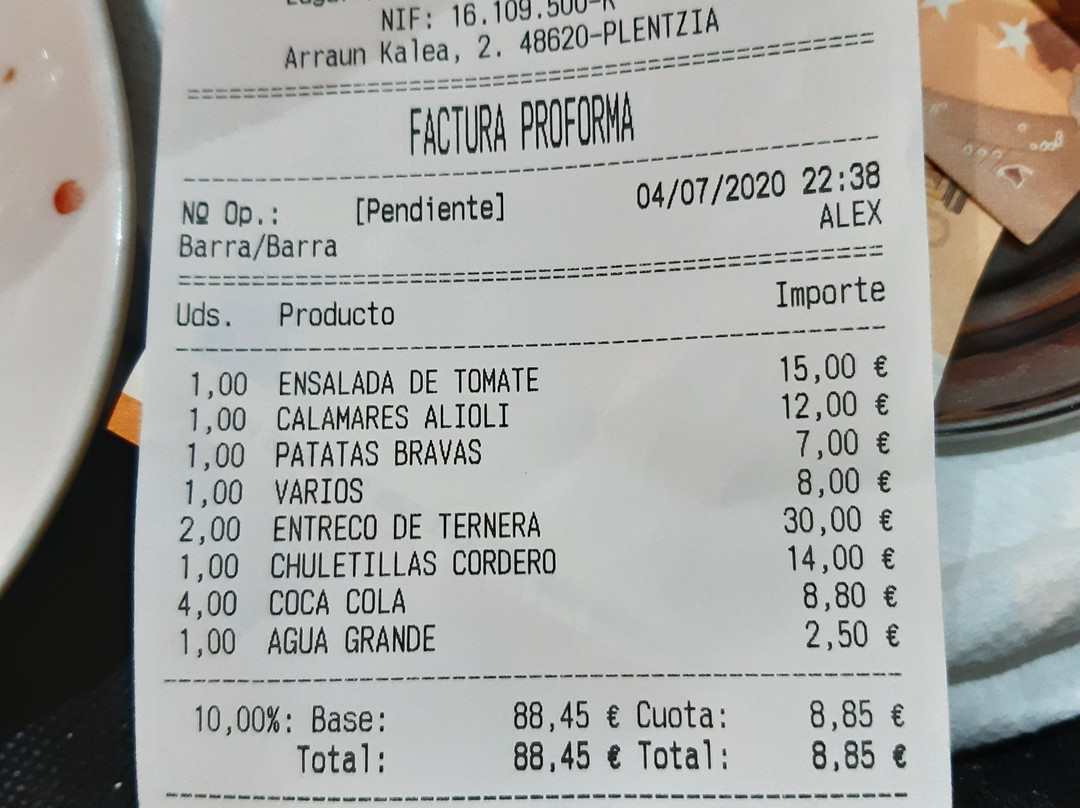 NIF: 16.109.500-K
Arraun Kalea, 2. 48620-PLENTZIA
FACTURA PROFORMA
Nº Op.: [Pendiente] 04/07/2020 22:38
ALEX
Barra/Barra
Uds. Producto Importe
1,00 ENSALADA DE TOMATE 15,00 €
1,00 CALAMARES ALIOLI 12,00 €
1,00 PATATAS BRAVAS 7,00 €
1,00 VARIOS 8,00 €
2,00 ENTRECO DE TERNERA 30,00 €
1,00 CHULETILLAS CORDERO 14,00 €
4,00 COCA COLA 8,80 €
1,00 AGUA GRANDE 2,50 €
10,00%: Base: 88,45 € Cuota: 8,85 €
Total: 88,45 € Total: 8,85 €